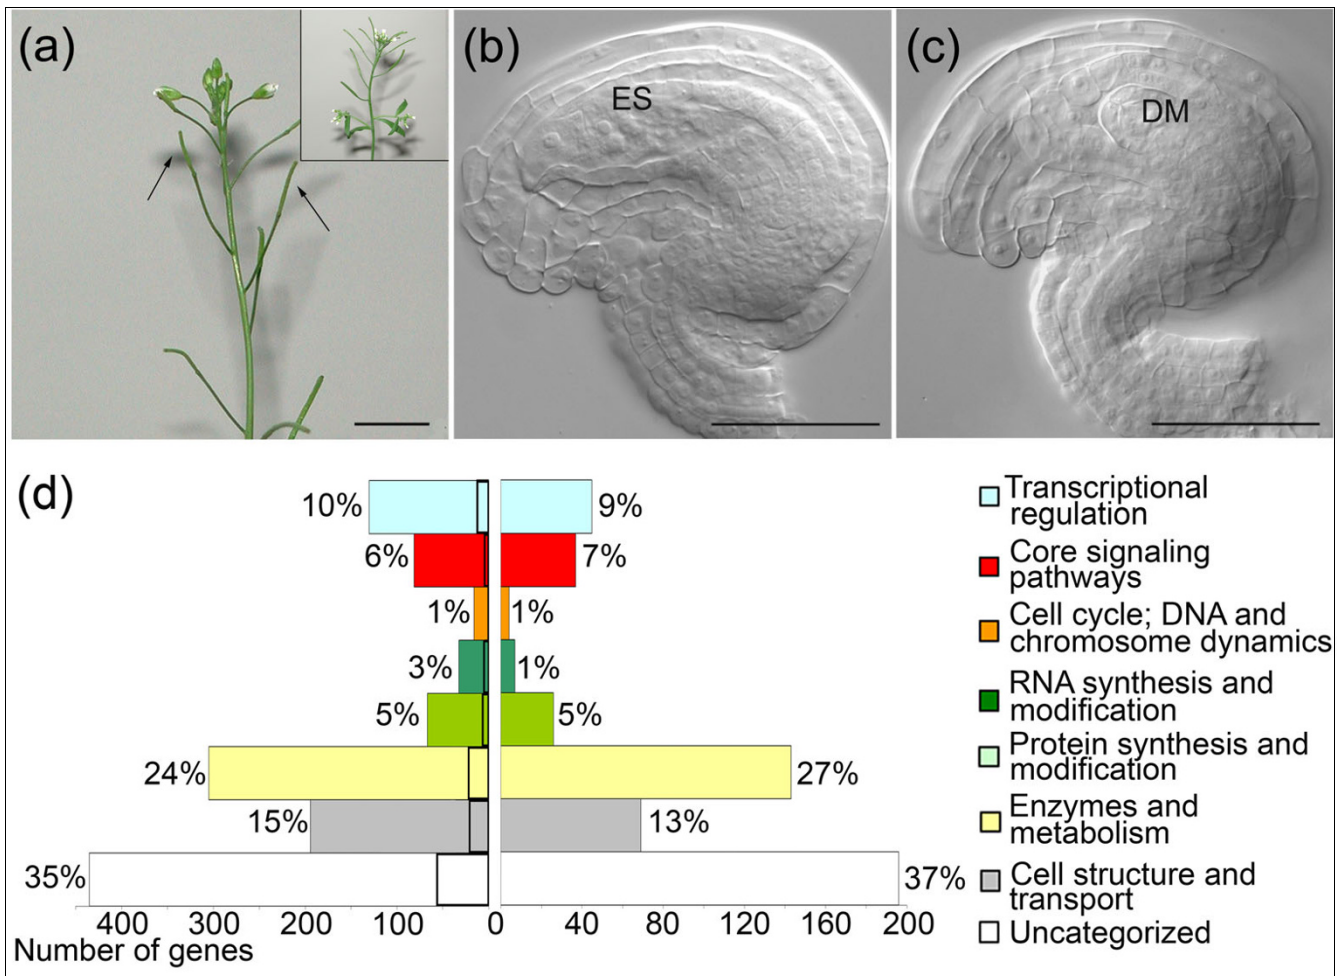 (a)
(b)
ES
(c)
DM
(d)
10%
9%
6%
7%
1%
1%
3%
1%
5%
5%
24%
27%
15%
13%
35%
37%
400
300
200
100
0
40
80
120
160
200
Number of genes
Transcriptional
regulation
Core signaling
pathways
Cell cycle; DNA and
chromosome dynamics
RNA synthesis and
modification
Protein synthesis and
modification
Enzymes and
metabolism
Cell structure and
transport
Uncategorized